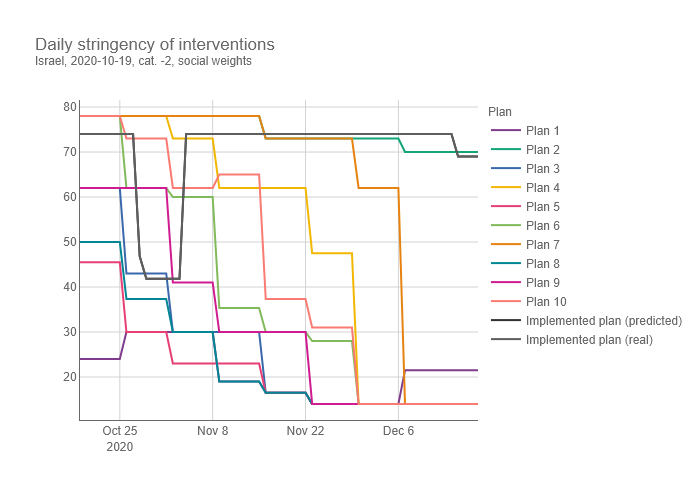 Daily stringency of interventions
Israel, 2020-10-19, cat. -2, social weights
80
70
60
50
40
30
20
Oct 25
2020
Nov 8
Nov 22
Dec 6
Plan
Plan 1
Plan 2
Plan 3
Plan 4
Plan 5
Plan 6
Plan 7
Plan 8
Plan 9
Plan 10
Implemented plan (predicted)
Implemented plan (real)